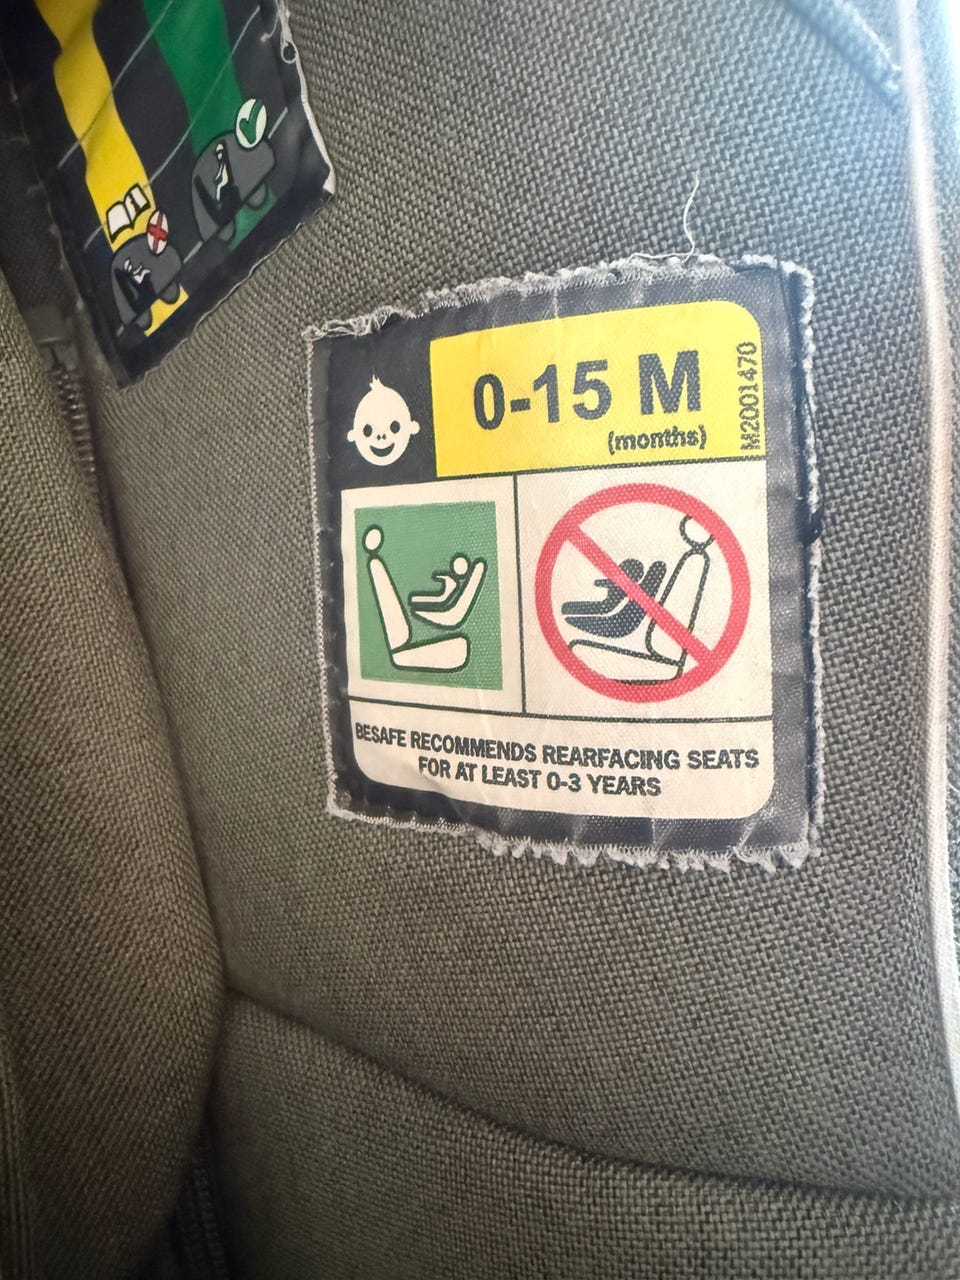 0-15 M
(months)
M2001470
BESAFE RECOMMENDS REARFACING SEATS
FOR AT LEAST 0-3 YEARS